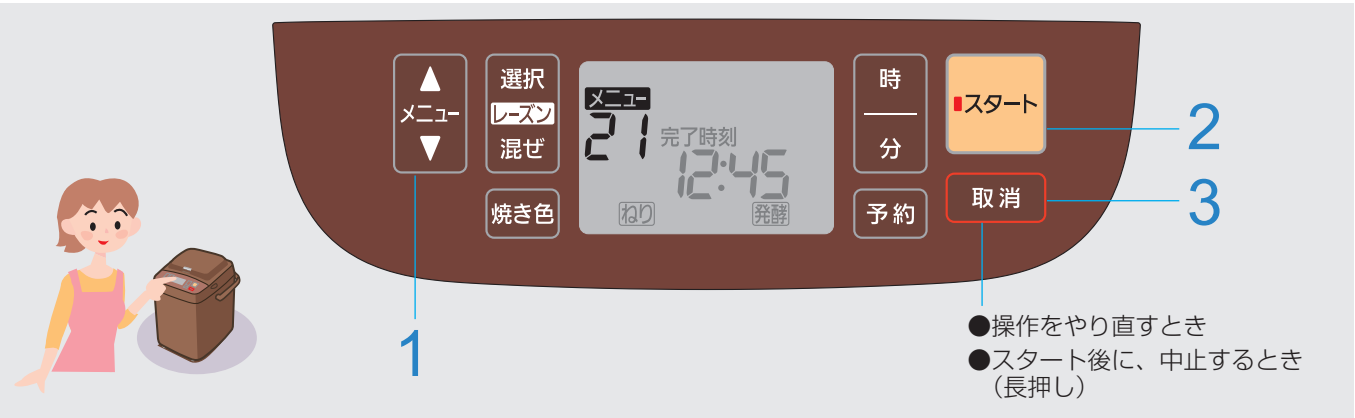 メニュー
選択
レーズン
混ぜ
焼き色
メニュー
21
完了時刻
12:45
ねり
発酵
時
分
予約
スタート
取消
1
2
3
●操作をやり直すとき
●スタート後に、中止するとき
（長押し）